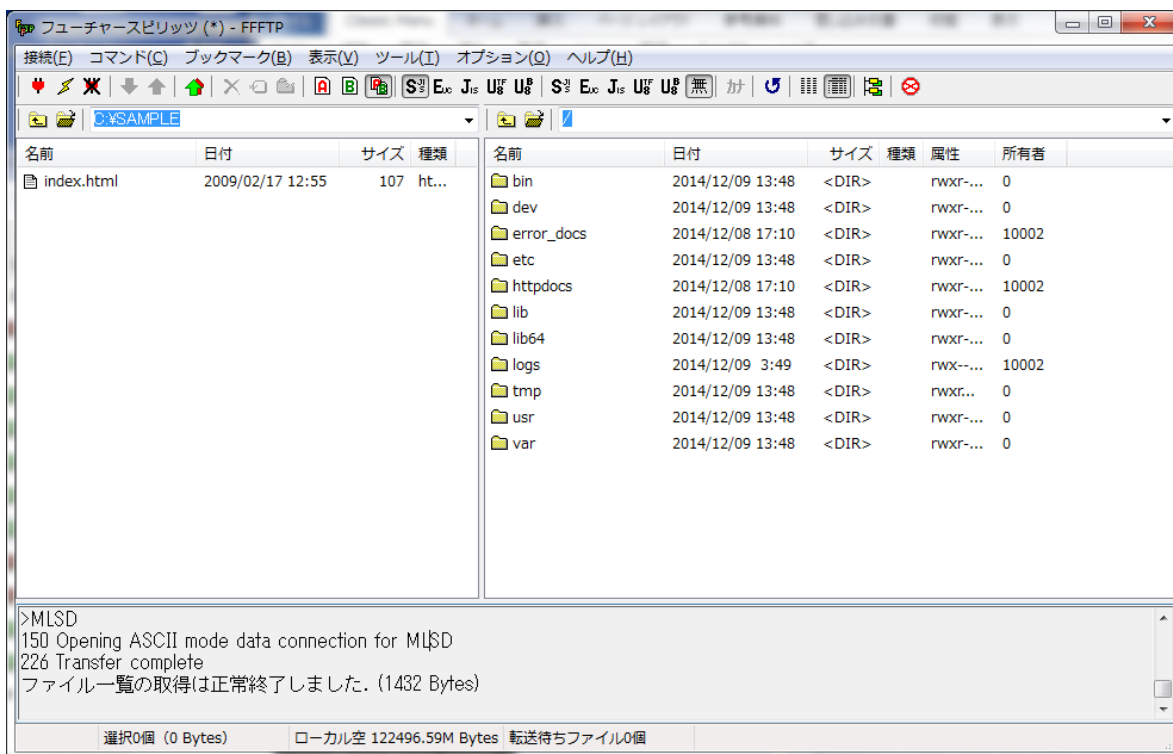 フューチャースピリッツ (*) - FFFTP
接続(F) コマンド(C) ブックマーク(B) 表示(V) ツール(T) オプション(O) ヘルプ(H)
C:¥SAMPLE /
名前 日付 サイズ 種類 名前 日付 サイズ 種類 属性 所有者
index.html 2009/02/17 12:55 107 ht... bin 2014/12/09 13:48 <DIR> rwxr-... 0
dev 2014/12/09 13:48 <DIR> rwxr-... 0
error_docs 2014/12/08 17:10 <DIR> rwxr-... 10002
etc 2014/12/09 13:48 <DIR> rwxr-... 0
httpdocs 2014/12/08 17:10 <DIR> rwxr-... 10002
lib 2014/12/09 13:48 <DIR> rwxr-... 0
lib64 2014/12/09 13:48 <DIR> rwxr-... 0
logs 2014/12/09 3:49 <DIR> rwx--... 10002
tmp 2014/12/09 13:48 <DIR> rwxr... 0
usr 2014/12/09 13:48 <DIR> rwxr-... 0
var 2014/12/09 13:48 <DIR> rwxr-... 0
>MLSD
150 Opening ASCII mode data connection for MLSD
226 Transfer complete
ファイル一覧の取得は正常終了しました. (1432 Bytes)
選択0個 (0 Bytes) ローカル空 122496.59M Bytes 転送待ちファイル0個